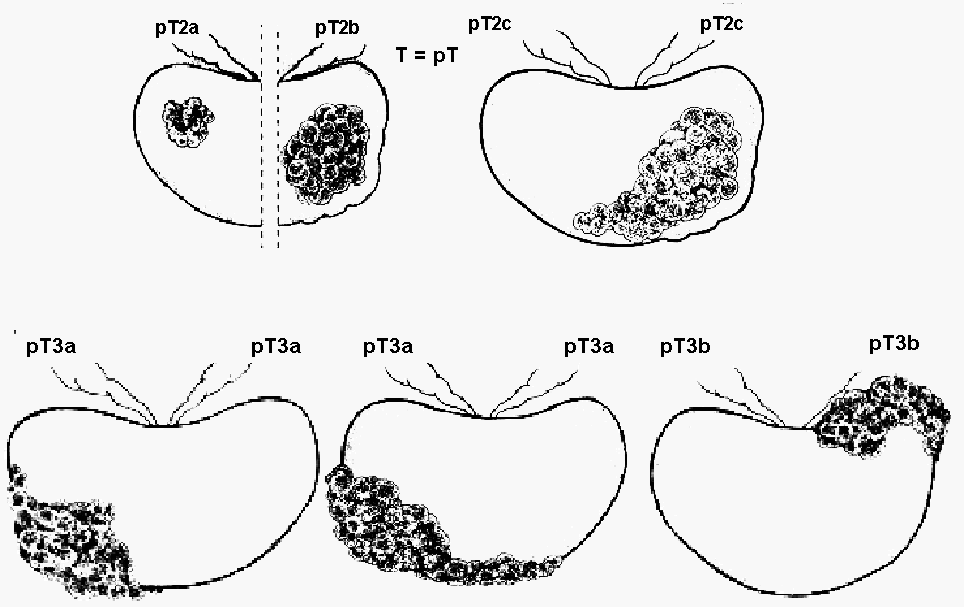 pT2a pT2b T = pT pT2c pT2c
pT3a pT3a pT3a pT3a pT3b pT3b